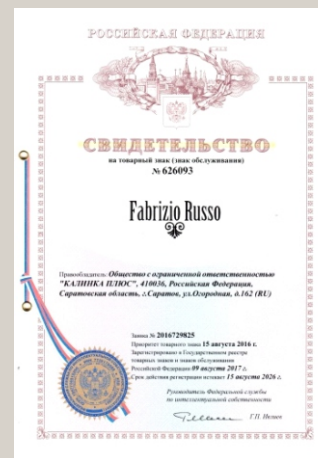 РОССИЙСКАЯ ФЕДЕРАЦИЯ
СВИДЕТЕЛЬСТВО
на товарный знак (знак обслуживания)
№ 626093
Fabrizio Russo
Правообладатель: Общество с ограниченной ответственностью
"КАЛИНКА ПЛЮС", 410036, Российская Федерация,
Саратовская область, г.Саратов, ул.Огородная, д.162 (RU)
Заявка № 2016729825
Приоритет товарного знака 15 августа 2016 г.
Зарегистрировано в Государственном реестре
товарных знаков и знаков обслуживания
Российской Федерации 09 августа 2017 г.
Срок действия регистрации истекает 15 августа 2026 г.
Руководитель Федеральной службы
по интеллектуальной собственности
Г.П. Ивлиев